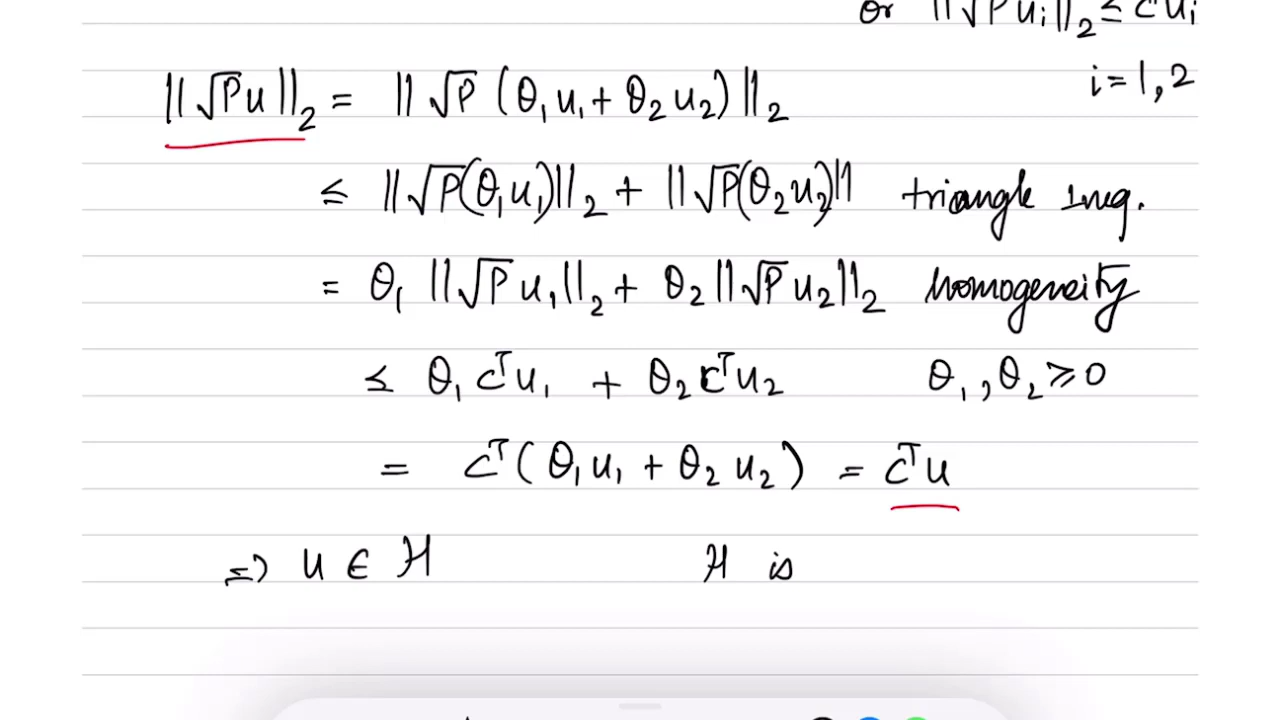 or ||√P uᵢ||₂ ≤ cᵀuᵢ
i = 1, 2
||√P u||₂ = ||√P (θ₁u₁ + θ₂u₂)||₂
≤ ||√P(θ₁u₁)||₂ + ||√P(θ₂u₂)|| triangle Ineq.
= θ₁ ||√P u₁||₂ + θ₂ ||√P u₂||₂ homogeneity
≤ θ₁ cᵀu₁ + θ₂ cᵀu₂ θ₁, θ₂ ≥ 0
= cᵀ(θ₁u₁ + θ₂u₂) = cᵀu
⇒ u ∈ ℋ ℋ is